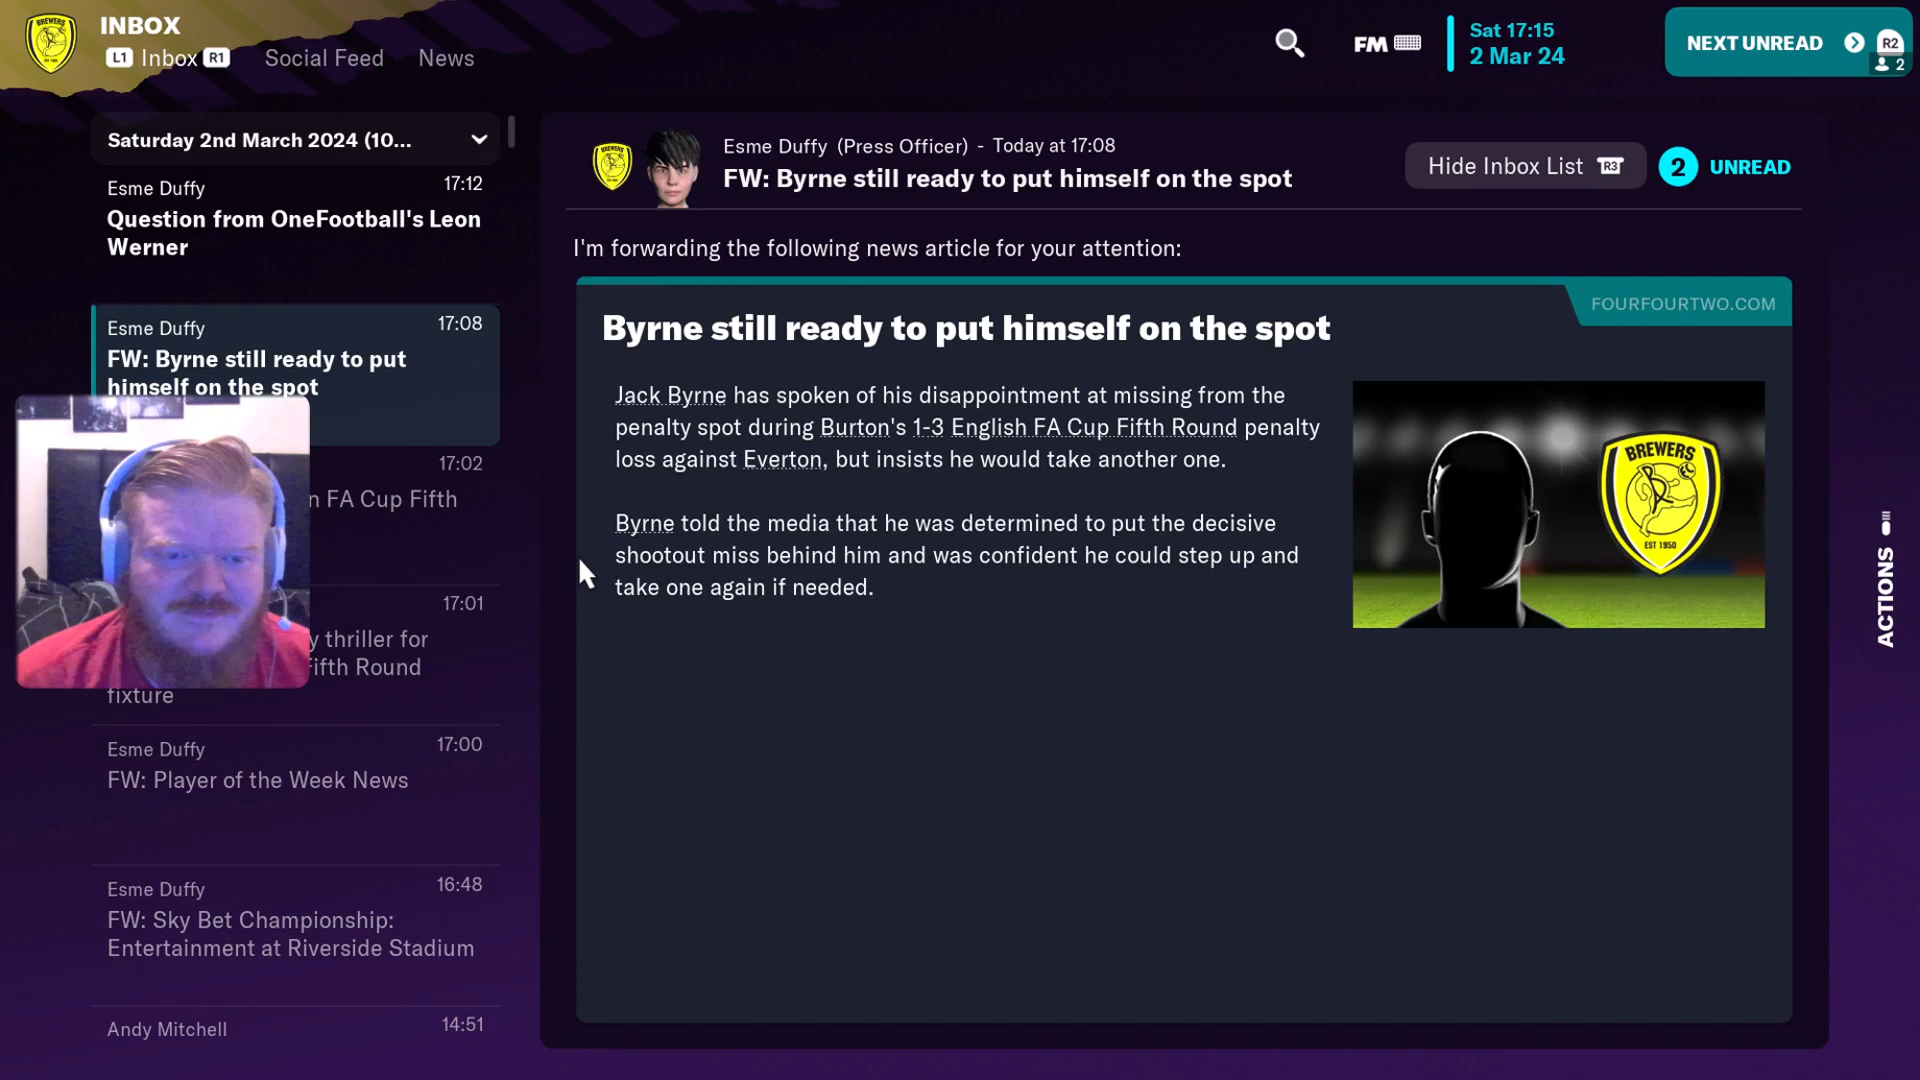 BREWERS
INBOX
L1 Inbox R1 Social Feed News
FM
Sat 17:15
2 Mar 24
NEXT UNREAD R2
2
Saturday 2nd March 2024 (10...
Esme Duffy 17:12
Question from OneFootball's Leon
Werner
Esme Duffy 17:08
FW: Byrne still ready to put
himself on the spot
17:02
n FA Cup Fifth
17:01
y thriller for
Fifth Round
fixture
Esme Duffy 17:00
FW: Player of the Week News
Esme Duffy 16:48
FW: Sky Bet Championship:
Entertainment at Riverside Stadium
Andy Mitchell 14:51
Esme Duffy (Press Officer) - Today at 17:08
FW: Byrne still ready to put himself on the spot
Hide Inbox List R3
2 UNREAD
I'm forwarding the following news article for your attention:
FOURFOURTWO.COM
Byrne still ready to put himself on the spot
Jack Byrne has spoken of his disappointment at missing from the
penalty spot during Burton's 1-3 English FA Cup Fifth Round penalty
loss against Everton, but insists he would take another one.
Byrne told the media that he was determined to put the decisive
shootout miss behind him and was confident he could step up and
take one again if needed.
BREWERS
EST 1950
ACTIONS